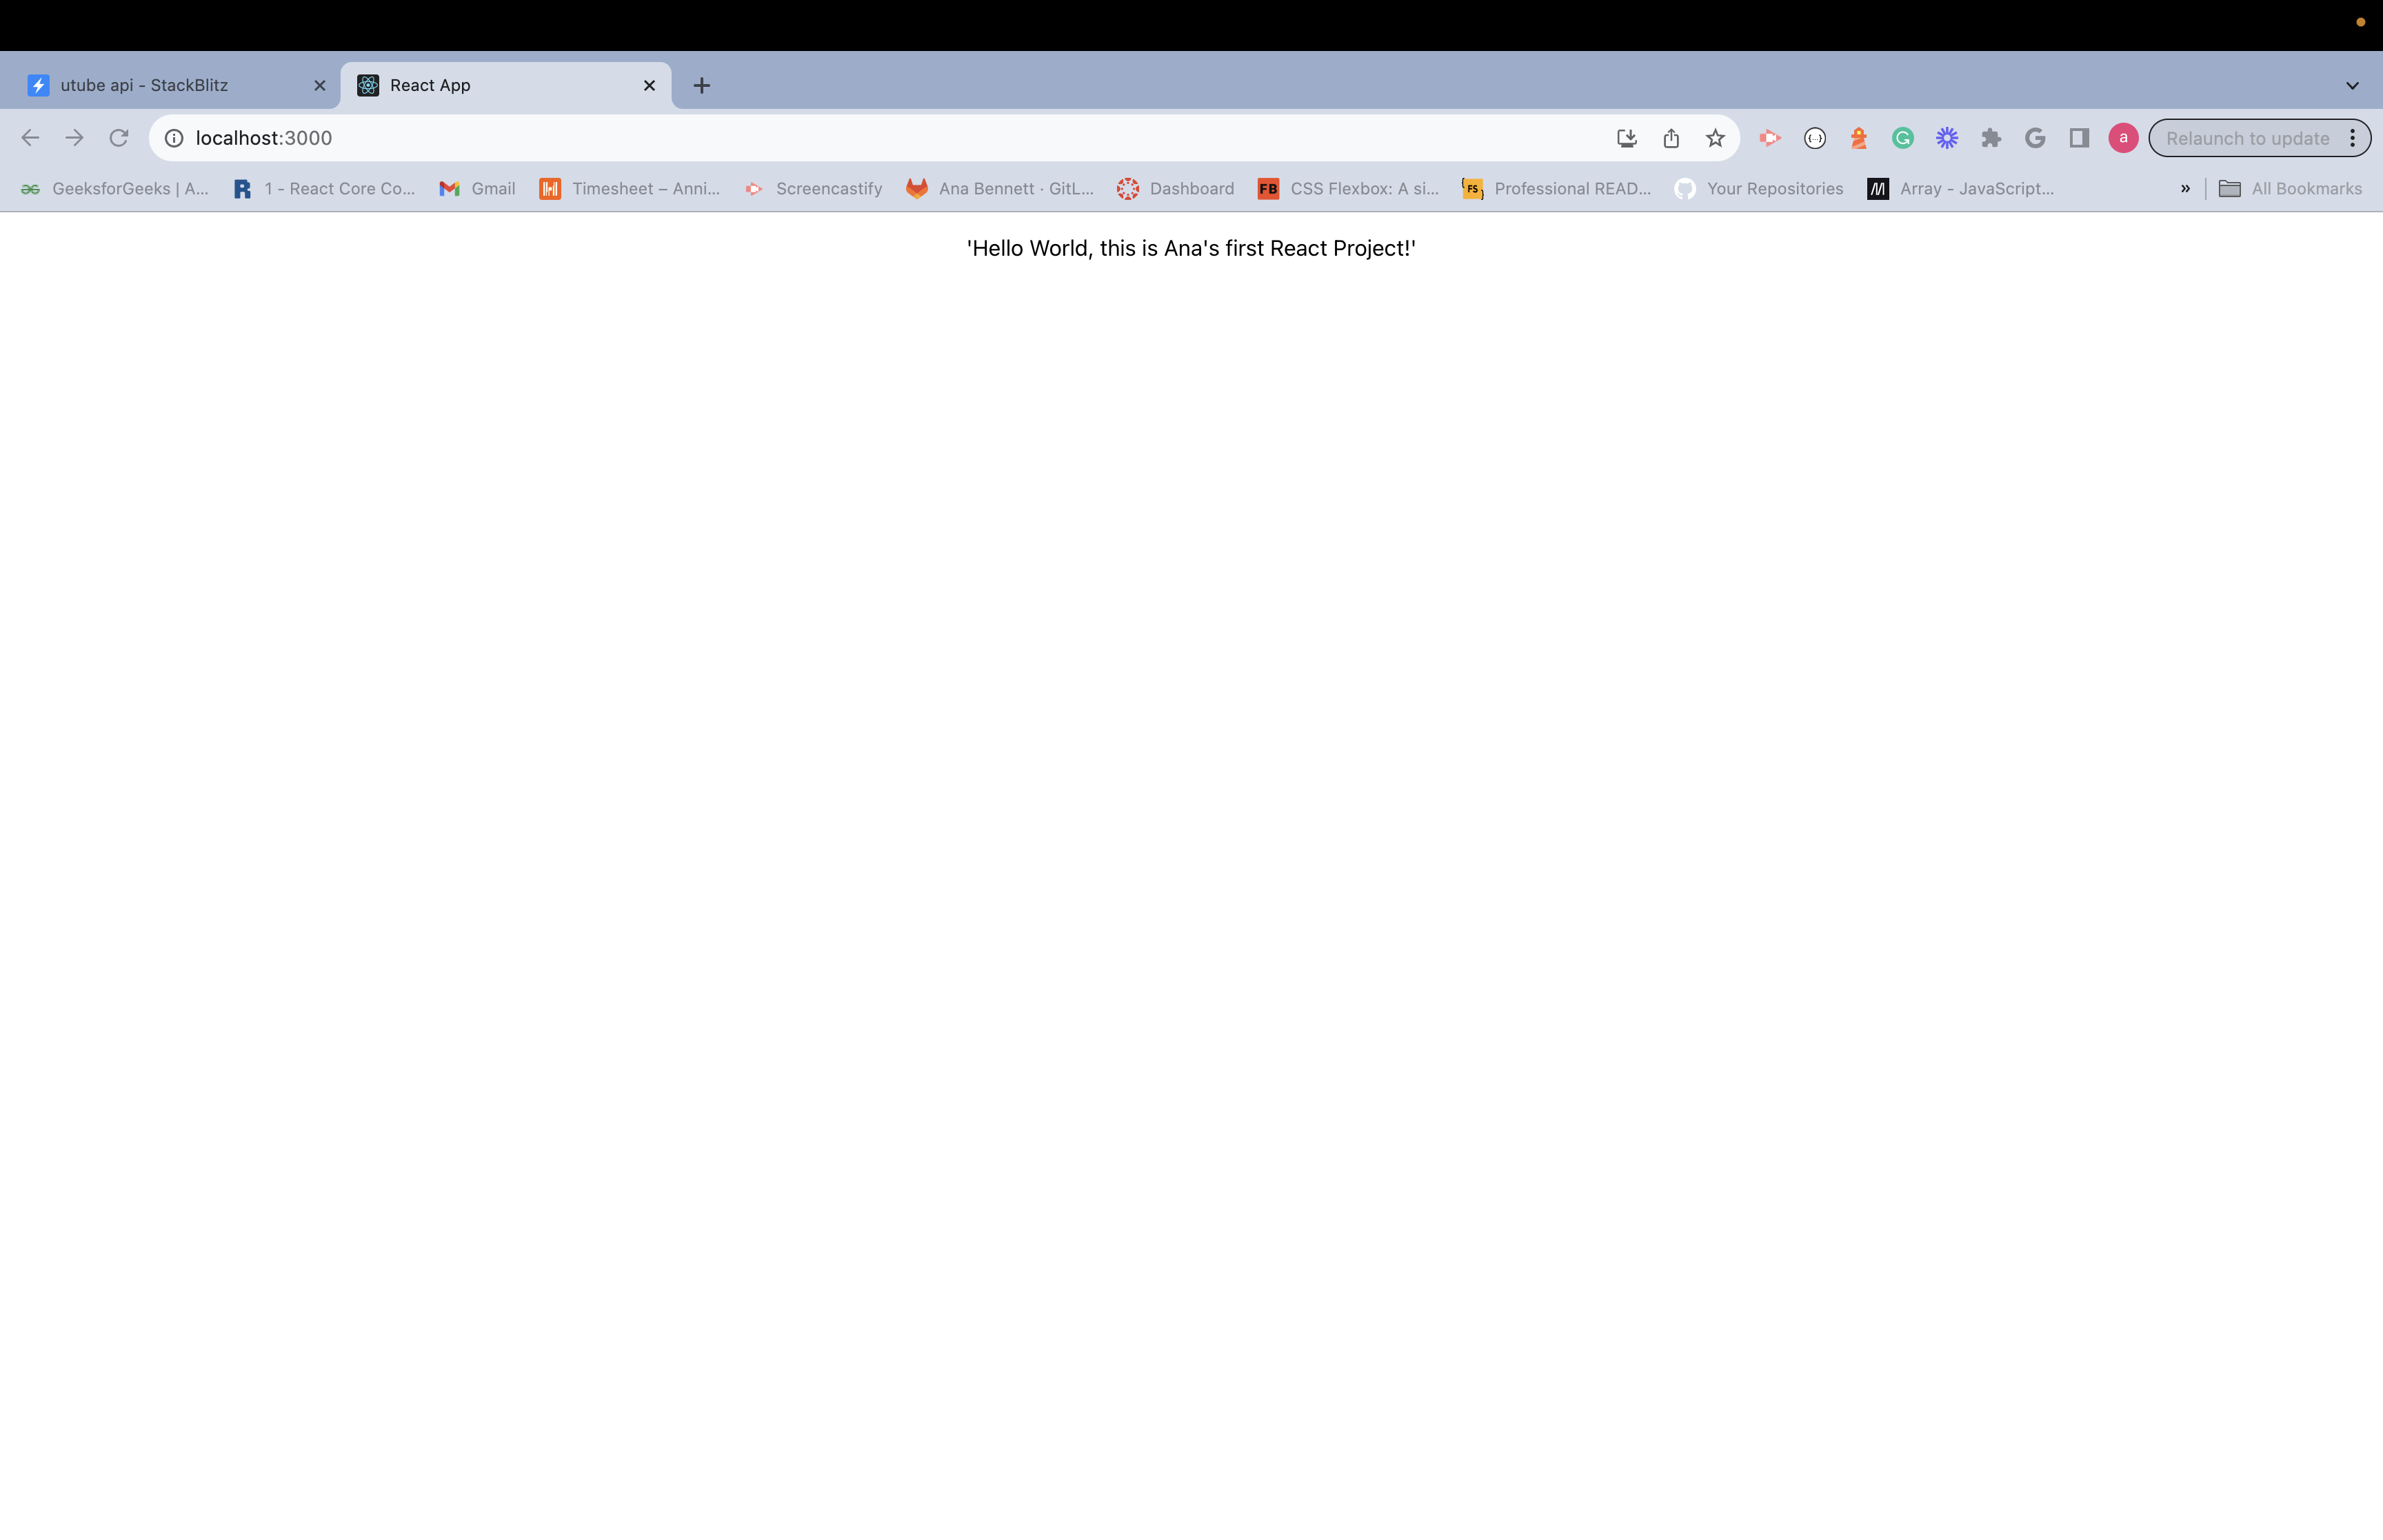 utube api - StackBlitz
React App
localhost:3000
a
Relaunch to update
GeeksforGeeks | A...
1 - React Core Co...
Gmail
Timesheet – Anni...
Screencastify
Ana Bennett · GitL...
Dashboard
FB
CSS Flexbox: A si...
FS
Professional READ...
Your Repositories
Array - JavaScript...
»
All Bookmarks
'Hello World, this is Ana's first React Project!'